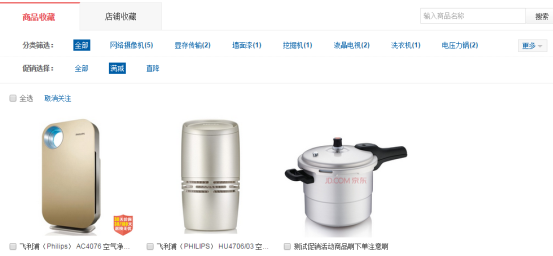 商品收藏 店铺收藏 输入商品名称 搜索
分类筛选： 全部 网络摄像机(5) 显存传输(2) 墙面漆(1) 挖掘机(1) 液晶电视(2) 洗衣机(1) 电压力锅(2) 更多
促销选择： 全部 满减 直降
全选 取消关注
JD.COM 京东
飞利浦（Philips） AC4076 空气净... 飞利浦（PHILIPS） HU4706/03 空... 测试促销活动商品刷下单注意刷